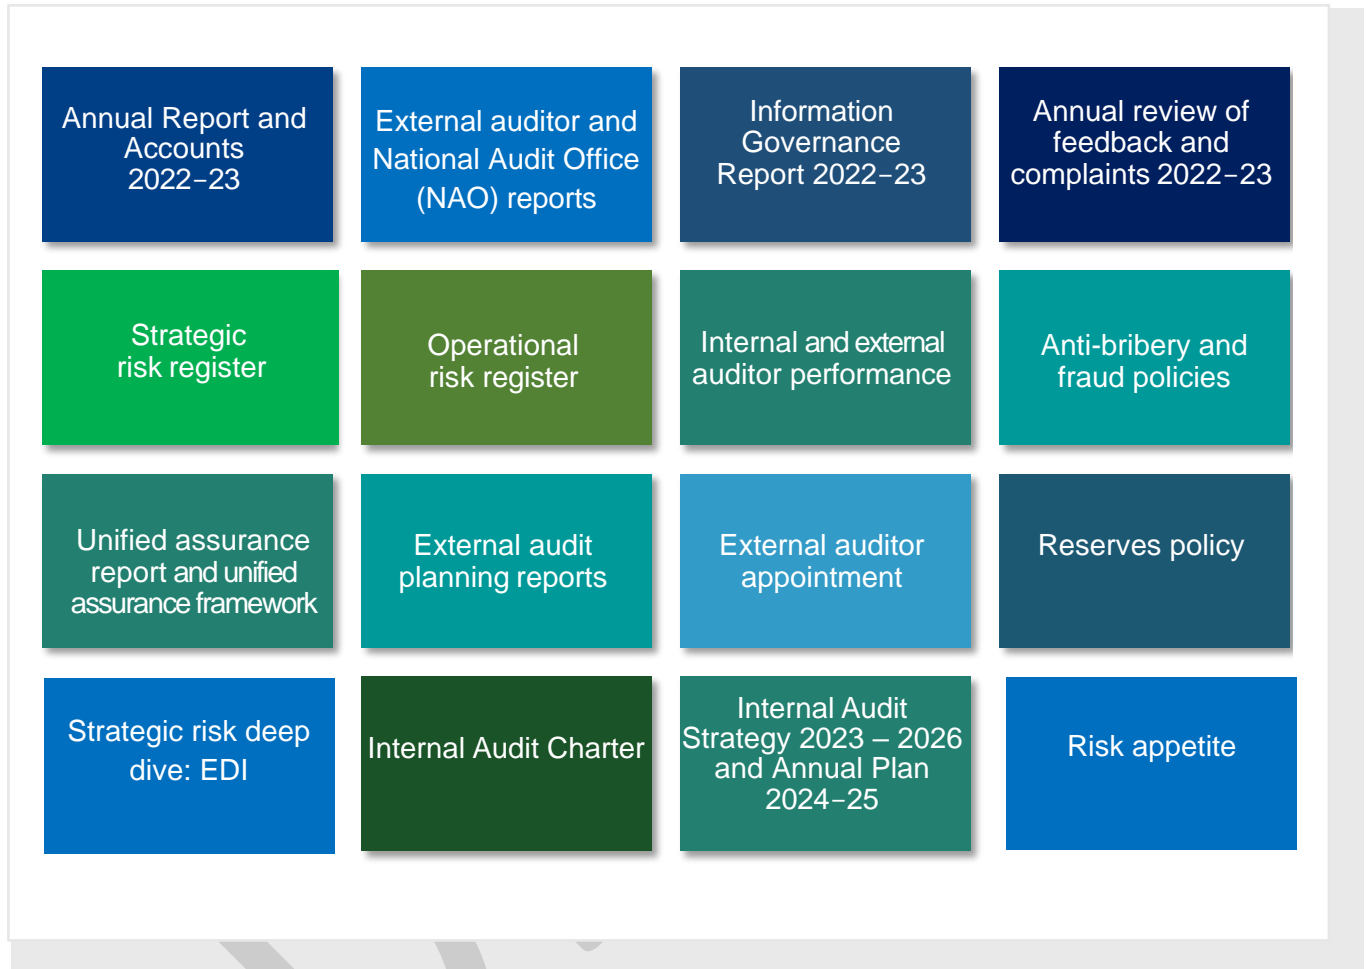 Annual Report and
Accounts
2022–23
External auditor and
National Audit Office
(NAO) reports
Information
Governance
Report 2022–23
Annual review of
feedback and
complaints 2022–23
Strategic
risk register
Operational
risk register
Internal and external
auditor performance
Anti-bribery and
fraud policies
Unified assurance
report and unified
assurance framework
External audit
planning reports
External auditor
appointment
Reserves policy
Strategic risk deep
dive: EDI
Internal Audit Charter
Internal Audit
Strategy 2023 – 2026
and Annual Plan
2024–25
Risk appetite